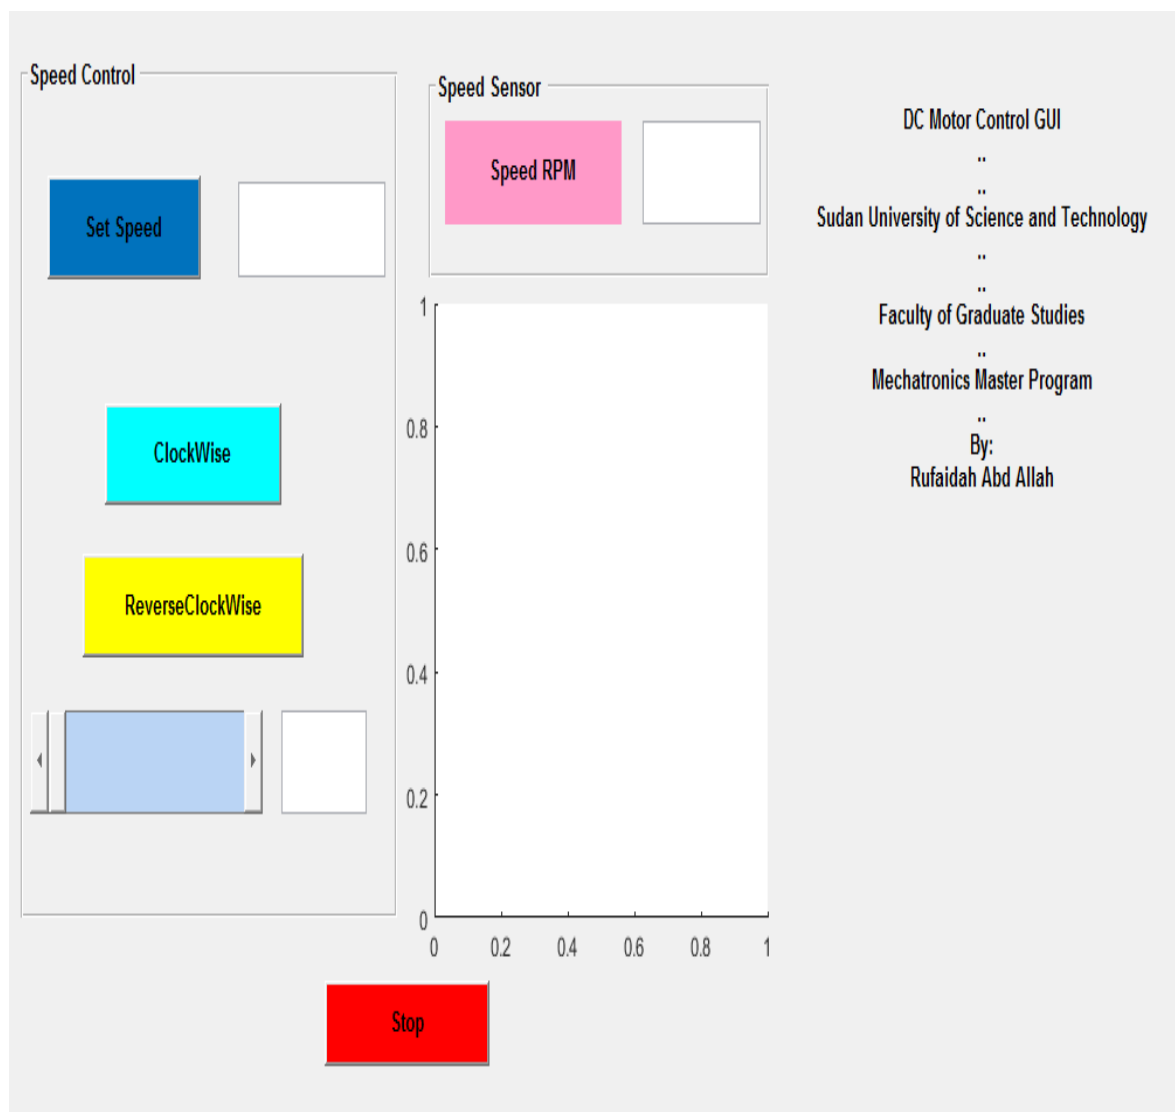 Speed Control
Set Speed
ClockWise
ReverseClockWise
Speed Sensor
Speed RPM
1
0.8
0.6
0.4
0.2
0
0 0.2 0.4 0.6 0.8 1
Stop
DC Motor Control GUI
..
..
Sudan University of Science and Technology
..
..
Faculty of Graduate Studies
..
Mechatronics Master Program
..
By:
Rufaidah Abd Allah